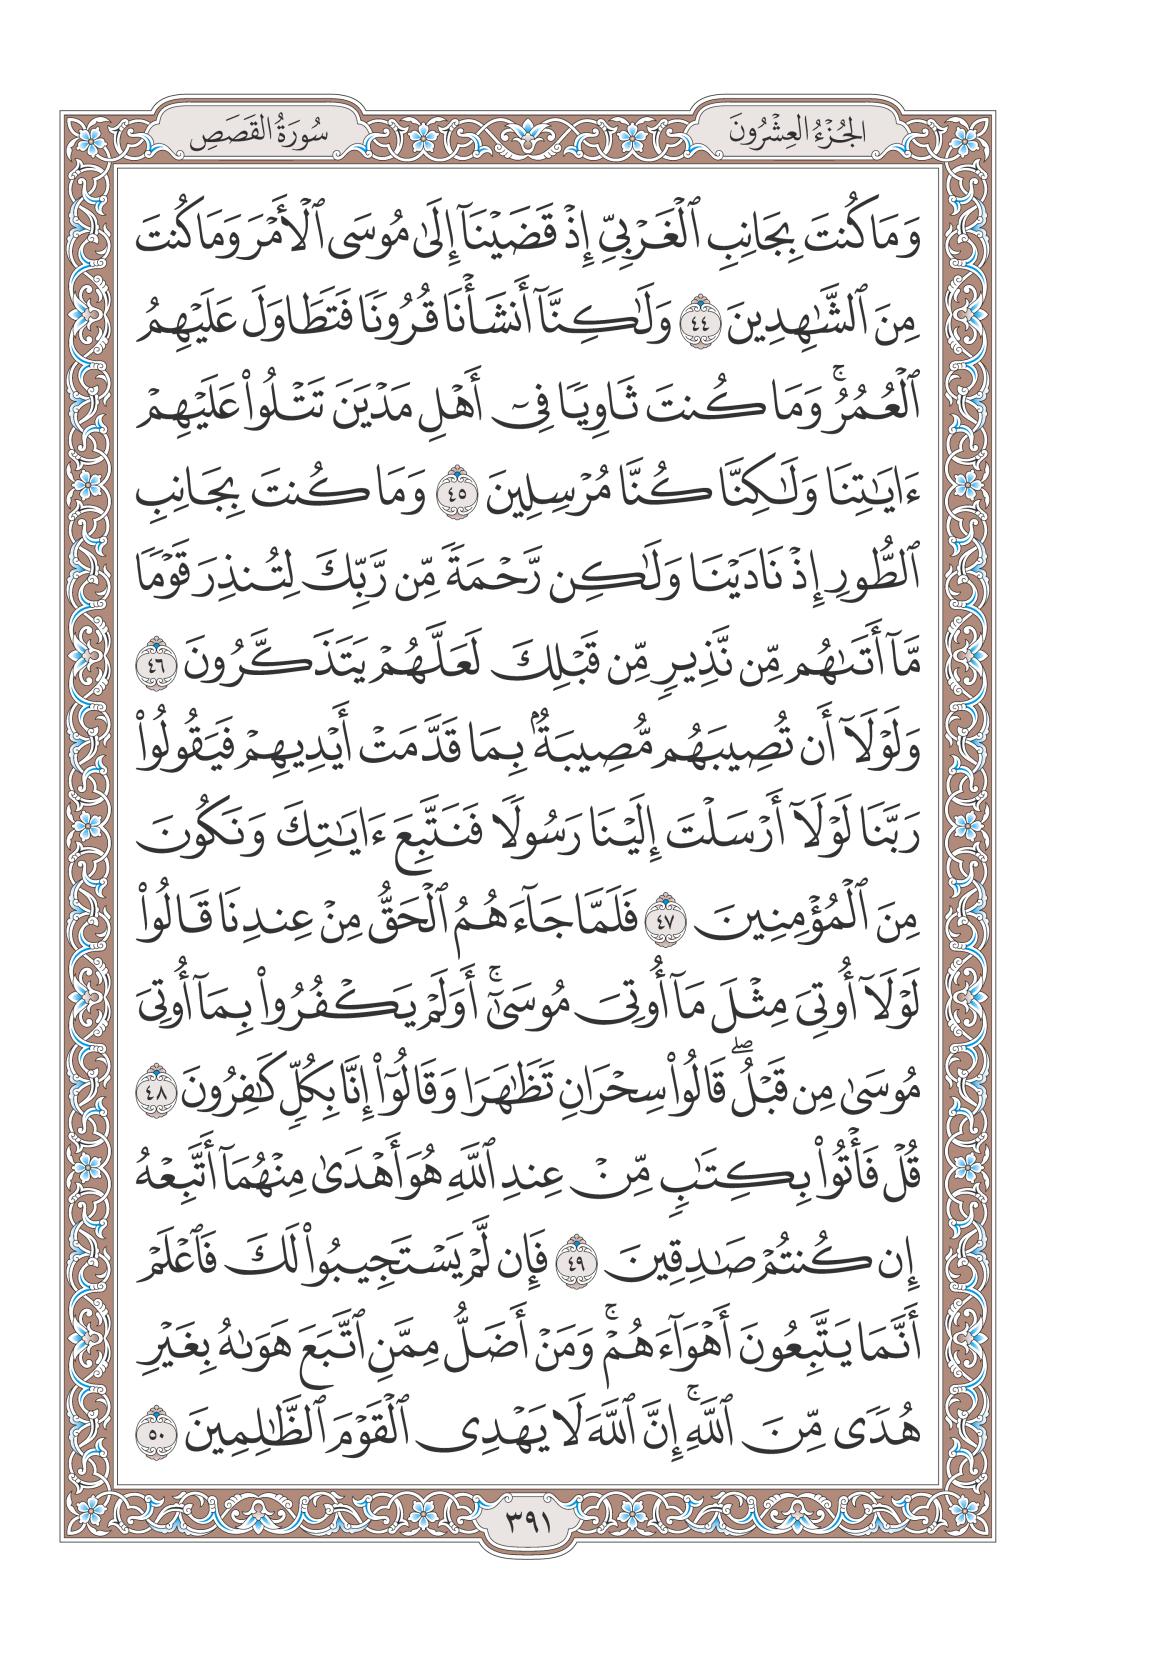 الجُزْءُ العِشْرُونَ
سُورَةُ القَصَصِ
وَمَا كُنتَ بِجَانِبِ ٱلْغَرْبِيِّ إِذْ قَضَيْنَآ إِلَىٰ مُوسَى ٱلْأَمْرَ وَمَا كُنتَ
مِنَ ٱلشَّٰهِدِينَ ٤٤ وَلَٰكِنَّآ أَنشَأْنَا قُرُونًا فَتَطَاوَلَ عَلَيْهِمُ
ٱلْعُمُرُۚ وَمَا كُنتَ ثَاوِيًا فِىٓ أَهْلِ مَدْيَنَ تَتْلُوا۟ عَلَيْهِمْ
ءَايَٰتِنَا وَلَٰكِنَّا كُنَّا مُرْسِلِينَ ٤٥ وَمَا كُنتَ بِجَانِبِ
ٱلطُّورِ إِذْ نَادَيْنَا وَلَٰكِن رَّحْمَةً مِّن رَّبِّكَ لِتُنذِرَ قَوْمًا
مَّآ أَتَىٰهُم مِّن نَّذِيرٍ مِّن قَبْلِكَ لَعَلَّهُمْ يَتَذَكَّرُونَ ٤٦
وَلَوْلَآ أَن تُصِيبَهُم مُّصِيبَةٌۢ بِمَا قَدَّمَتْ أَيْدِيهِمْ فَيَقُولُوا۟
رَبَّنَا لَوْلَآ أَرْسَلْتَ إِلَيْنَا رَسُولًا فَنَتَّبِعَ ءَايَٰتِكَ وَنَكُونَ
مِنَ ٱلْمُؤْمِنِينَ ٤٧ فَلَمَّا جَآءَهُمُ ٱلْحَقُّ مِنْ عِندِنَا قَالُوا۟
لَوْلَآ أُوتِىَ مِثْلَ مَآ أُوتِىَ مُوسَىٰٓۚ أَوَلَمْ يَكْفُرُوا۟ بِمَآ أُوتِىَ
مُوسَىٰ مِن قَبْلُۖ قَالُوا۟ سِحْرَانِ تَظَٰهَرَا وَقَالُوٓا۟ إِنَّا بِكُلٍّ كَٰفِرُونَ ٤٨
قُلْ فَأْتُوا۟ بِكِتَٰبٍ مِّنْ عِندِ ٱللَّهِ هُوَ أَهْدَىٰ مِنْهُمَآ أَتَّبِعْهُ
إِن كُنتُمْ صَٰدِقِينَ ٤٩ فَإِن لَّمْ يَسْتَجِيبُوا۟ لَكَ فَٱعْلَمْ
أَنَّمَا يَتَّبِعُونَ أَهْوَآءَهُمْۚ وَمَنْ أَضَلُّ مِمَّنِ ٱتَّبَعَ هَوَىٰهُ بِغَيْرِ
هُدًى مِّنَ ٱللَّهِۚ إِنَّ ٱللَّهَ لَا يَهْدِى ٱلْقَوْمَ ٱلظَّٰلِمِينَ ٥٠
٣٩١